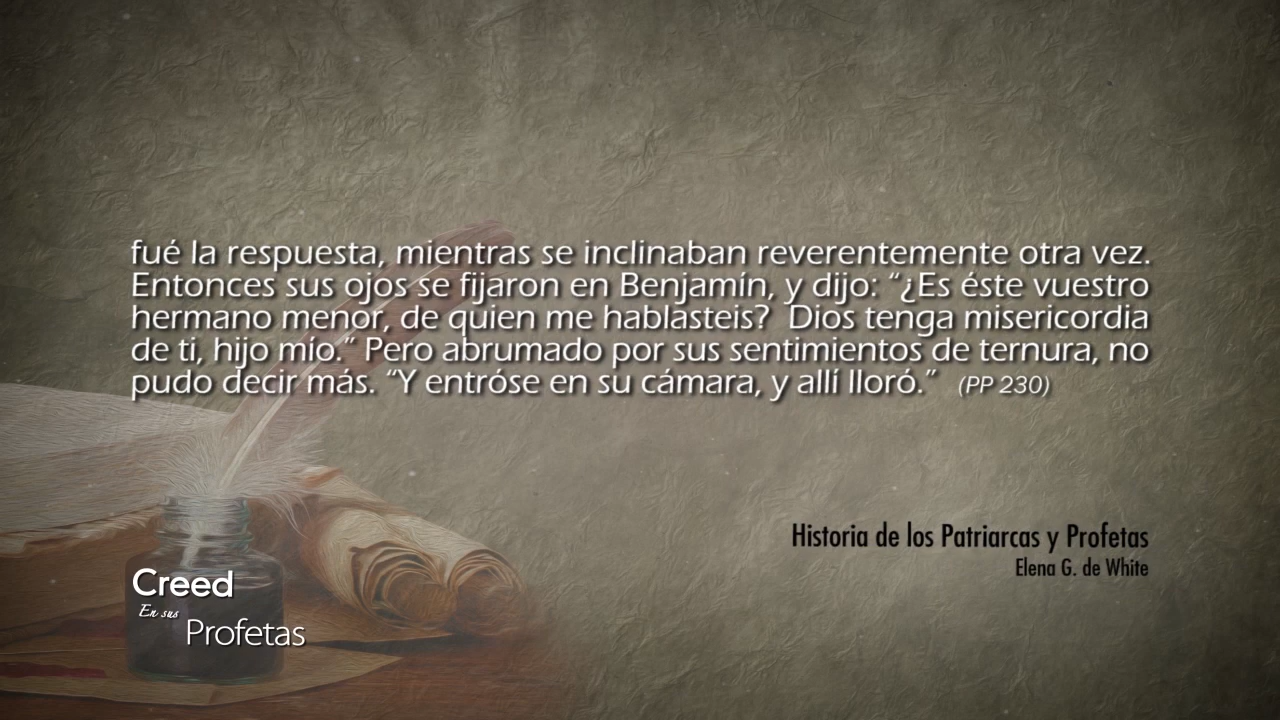 fué la respuesta, mientras se inclinaban reverentemente otra vez.
Entonces sus ojos se fijaron en Benjamín, y dijo: “¿Es éste vuestro
hermano menor, de quien me hablasteis?  Dios tenga misericordia
de ti, hijo mío.” Pero abrumado por sus sentimientos de ternura, no
pudo decir más. “Y entróse en su cámara, y allí lloró.” (PP 230)
Historia de los Patriarcas y Profetas
Elena G. de White
Creed
En sus
Profetas